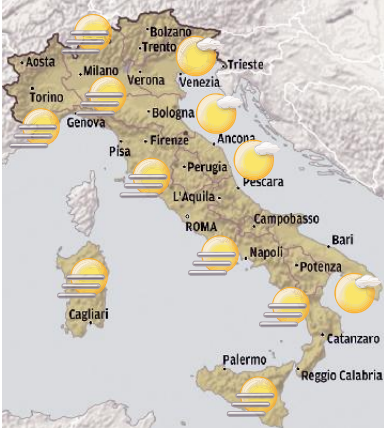 Bolzano
Trento
Aosta
Trieste
Milano
Verona
Venezia
Torino
Genova
Bologna
Pisa
Firenze
Ancona
Perugia
Pescara
L'Aquila
ROMA
Campobasso
Bari
Napoli
Potenza
Cagliari
Catanzaro
Palermo
Reggio Calabria